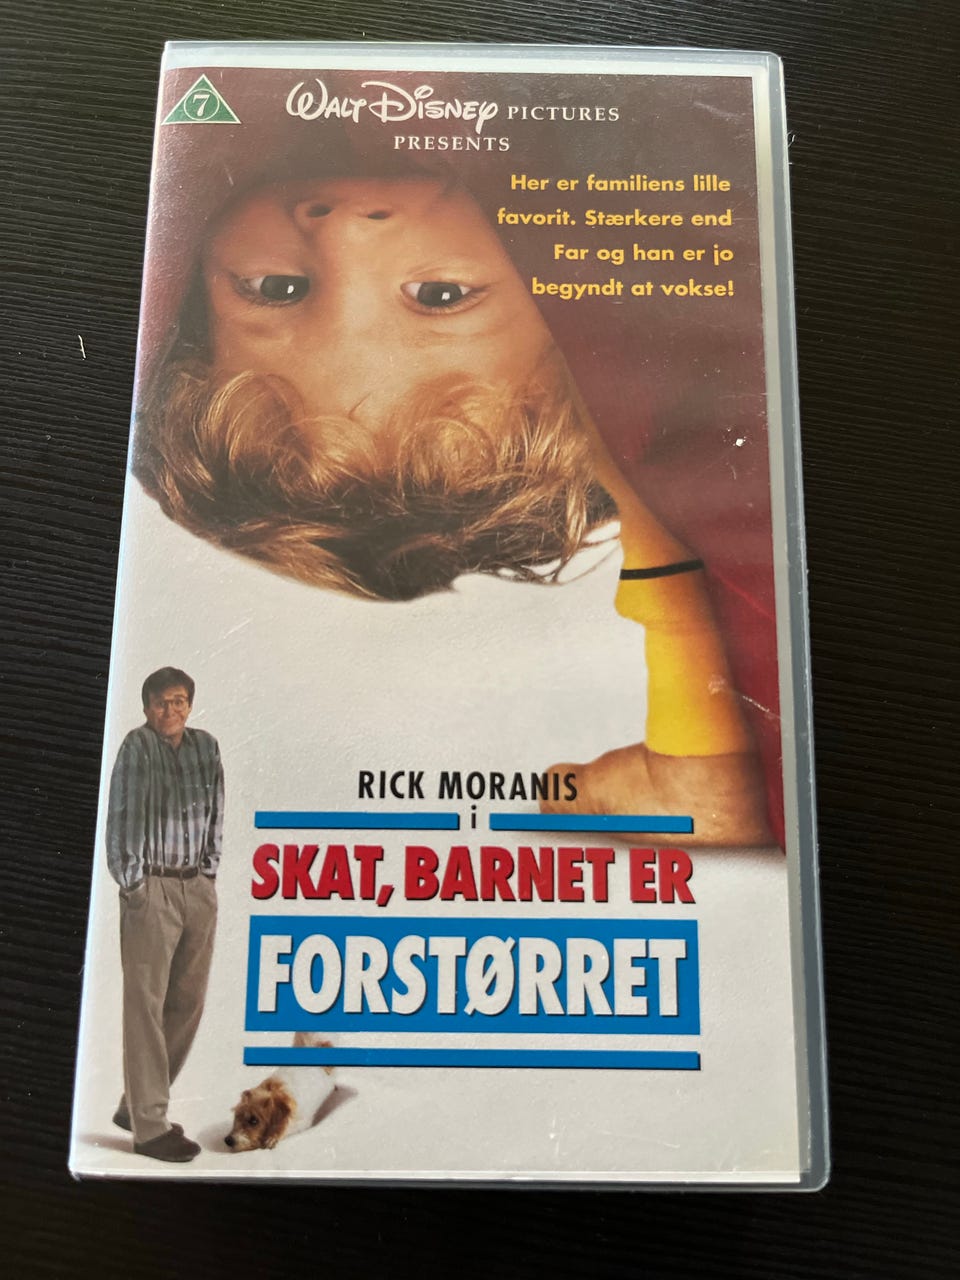 7
WALT DISNEY PICTURES
PRESENTS
Her er familiens lille
favorit. Stærkere end
Far og han er jo
begyndt at vokse!
RICK MORANIS
i
SKAT, BARNET ER
FORSTØRRET